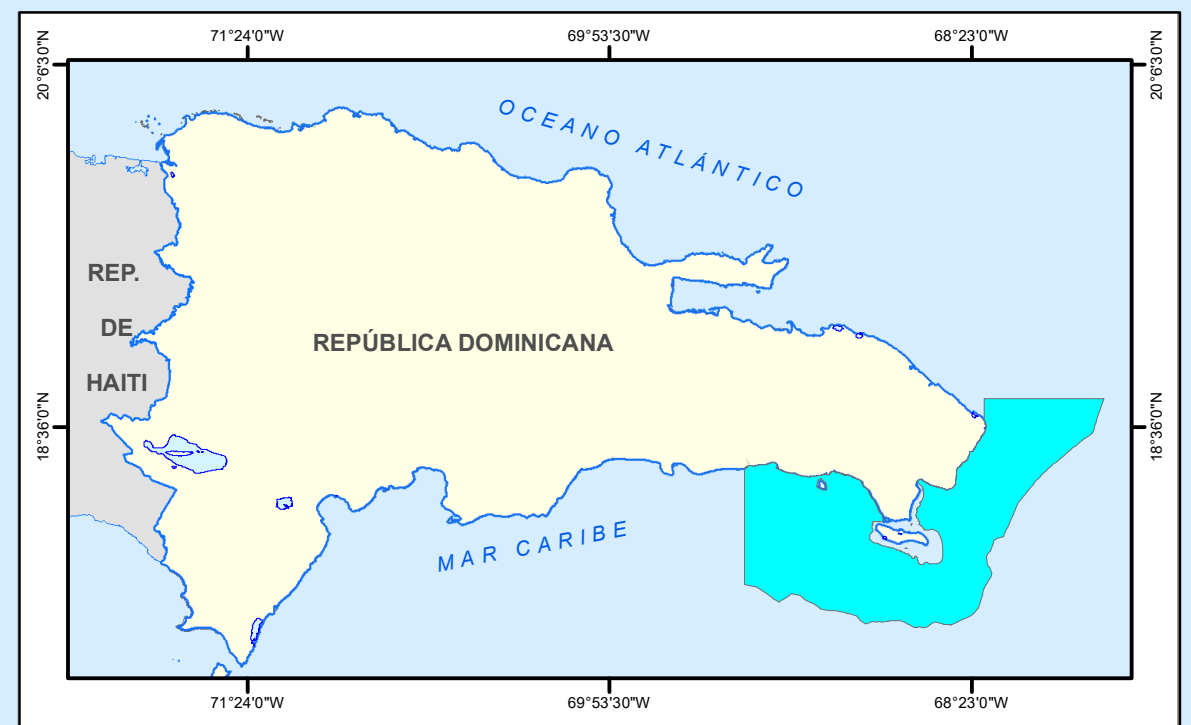 71°24'0"W 69°53'30"W 68°23'0"W
20°6'30"N 20°6'30"N
OCEANO ATLÁNTICO
REP.
DE
HAITI
REPÚBLICA DOMINICANA
18°36'0"N 18°36'0"N
MAR CARIBE
71°24'0"W 69°53'30"W 68°23'0"W